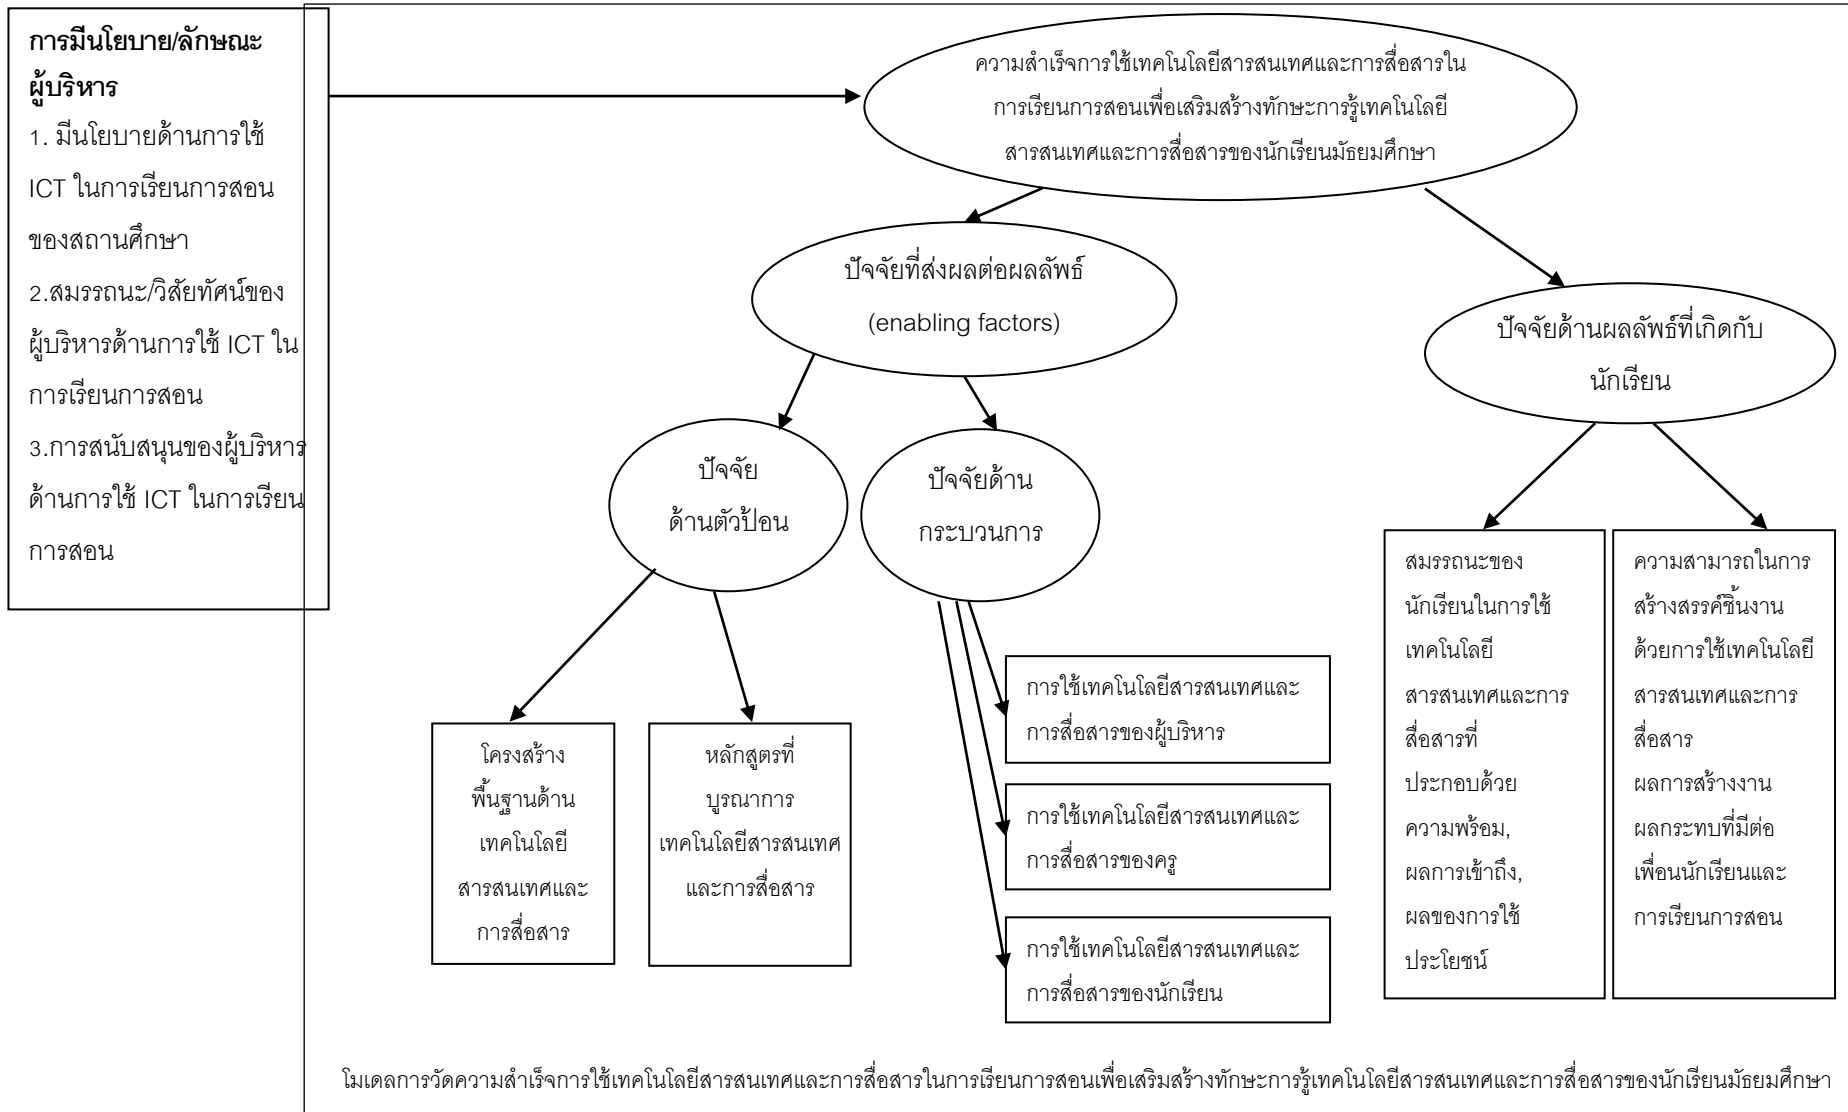 การมีนโยบาย/ลักษณะ
ผู้บริหาร
1. มีนโยบายด้านการใช้
ICT ในการเรียนการสอน
ของสถานศึกษา
2.สมรรถนะ/วิสัยทัศน์ของ
ผู้บริหารด้านการใช้ ICT ใน
การเรียนการสอน
3.การสนับสนุนของผู้บริหาร
ด้านการใช้ ICT ในการเรียน
การสอน
ความสำเร็จการใช้เทคโนโลยีสารสนเทศและการสื่อสารใน
การเรียนการสอนเพื่อเสริมสร้างทักษะการรู้เทคโนโลยี
สารสนเทศและการสื่อสารของนักเรียนมัธยมศึกษา
ปัจจัยที่ส่งผลต่อผลลัพธ์
(enabling factors)
ปัจจัยด้านผลลัพธ์ที่เกิดกับ
นักเรียน
ปัจจัย
ด้านตัวป้อน
ปัจจัยด้าน
กระบวนการ
โครงสร้าง
พื้นฐานด้าน
เทคโนโลยี
สารสนเทศและ
การสื่อสาร
หลักสูตรที่
บูรณาการ
เทคโนโลยีสารสนเทศ
และการสื่อสาร
การใช้เทคโนโลยีสารสนเทศและ
การสื่อสารของผู้บริหาร
การใช้เทคโนโลยีสารสนเทศและ
การสื่อสารของครู
การใช้เทคโนโลยีสารสนเทศและ
การสื่อสารของนักเรียน
สมรรถนะของ
นักเรียนในการใช้
เทคโนโลยี
สารสนเทศและการ
สื่อสารที่
ประกอบด้วย
ความพร้อม,
ผลการเข้าถึง,
ผลของการใช้
ประโยชน์
ความสามารถในการ
สร้างสรรค์ชิ้นงาน
ด้วยการใช้เทคโนโลยี
สารสนเทศและการ
สื่อสาร
ผลการสร้างงาน
ผลกระทบที่มีต่อ
เพื่อนนักเรียนและ
การเรียนการสอน
โมเดลการวัดความสำเร็จการใช้เทคโนโลยีสารสนเทศและการสื่อสารในการเรียนการสอนเพื่อเสริมสร้างทักษะการรู้เทคโนโลยีสารสนเทศและการสื่อสารของนักเรียนมัธยมศึกษา